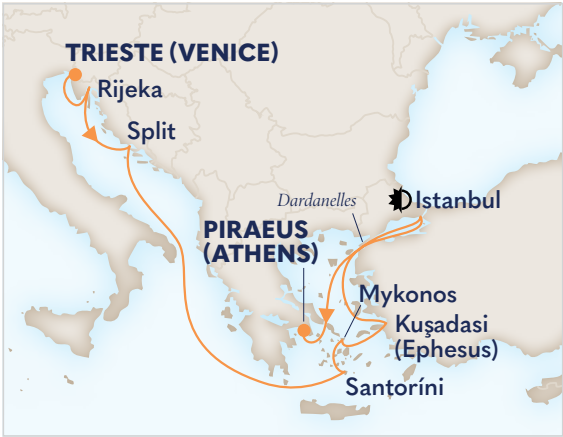 TRIESTE (VENICE)
Rijeka
Split
Dardanelles
Istanbul
PIRAEUS
(ATHENS)
Mykonos
Kuşadasi
(Ephesus)
Santoríni